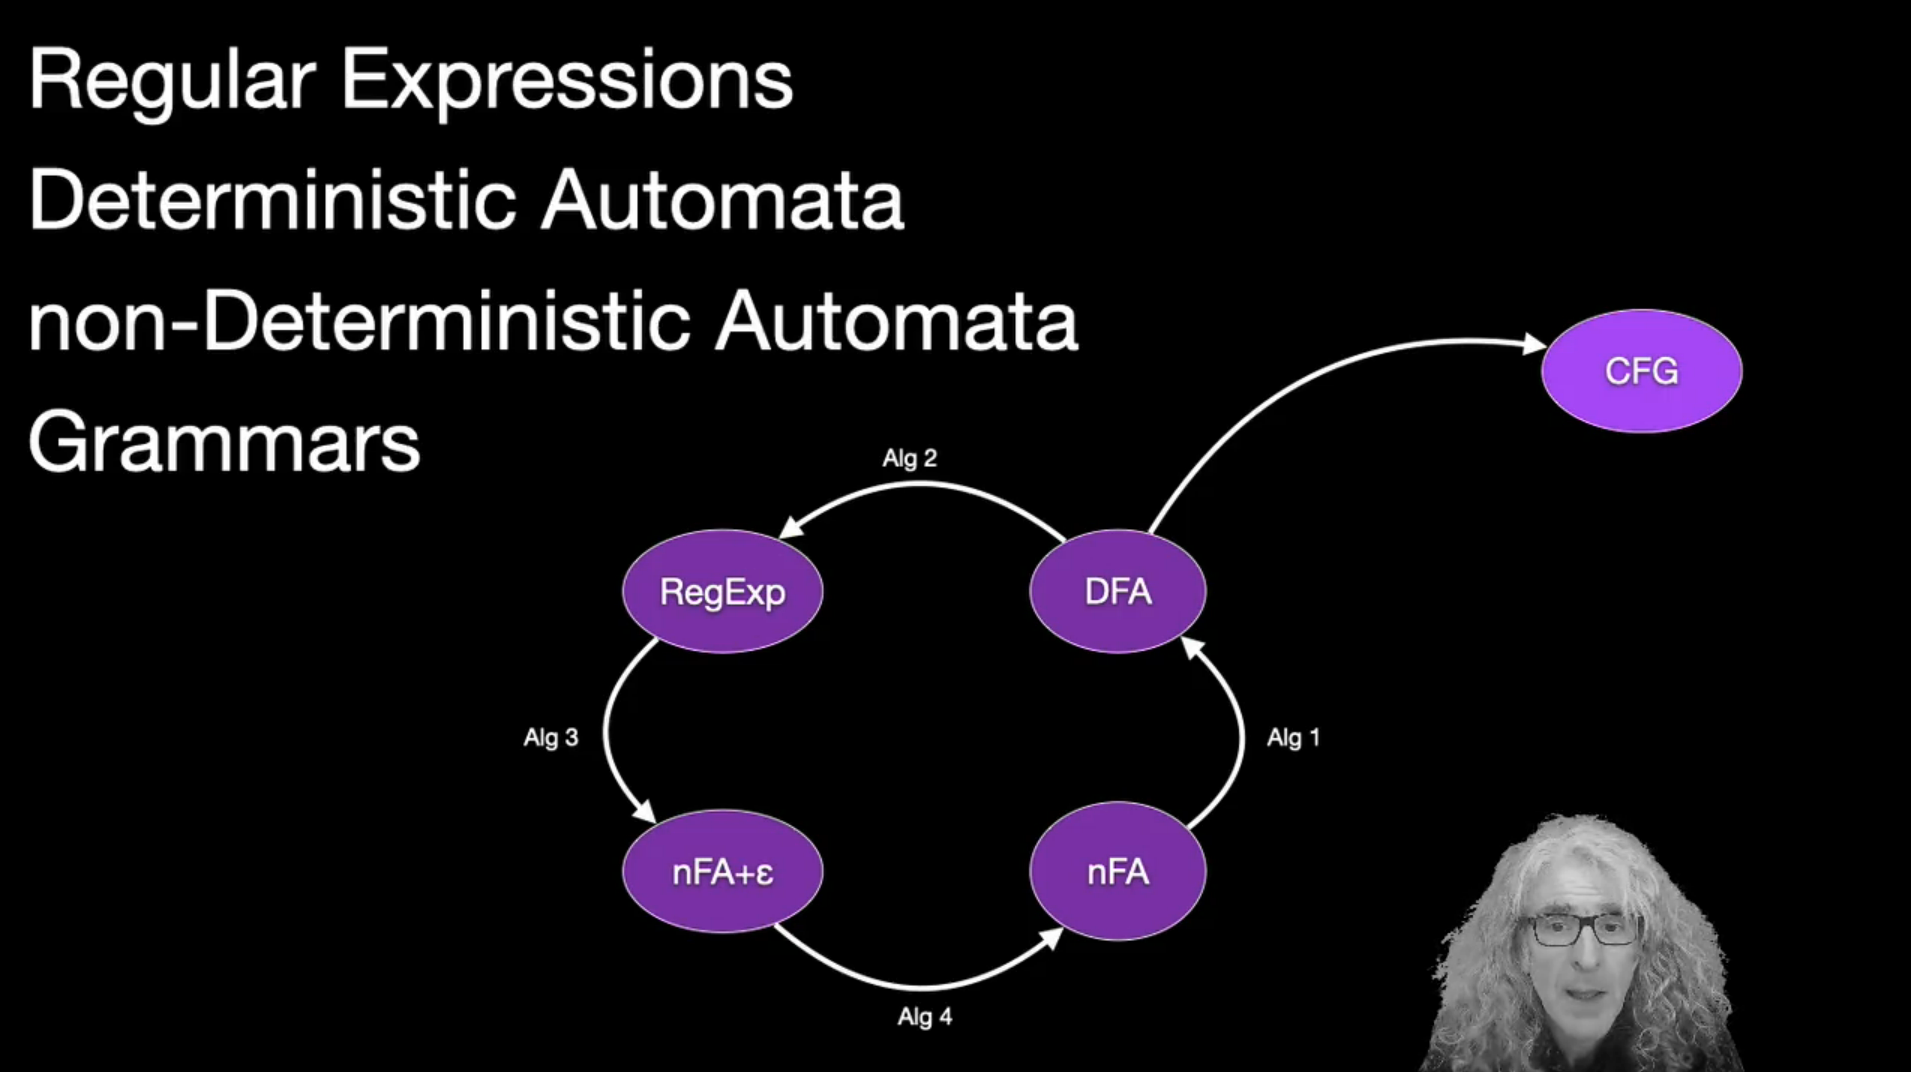 Regular Expressions
Deterministic Automata
non-Deterministic Automata
Grammars
CFG
Alg 2
RegExp
DFA
Alg 3
Alg 1
nFA+ε
nFA
Alg 4